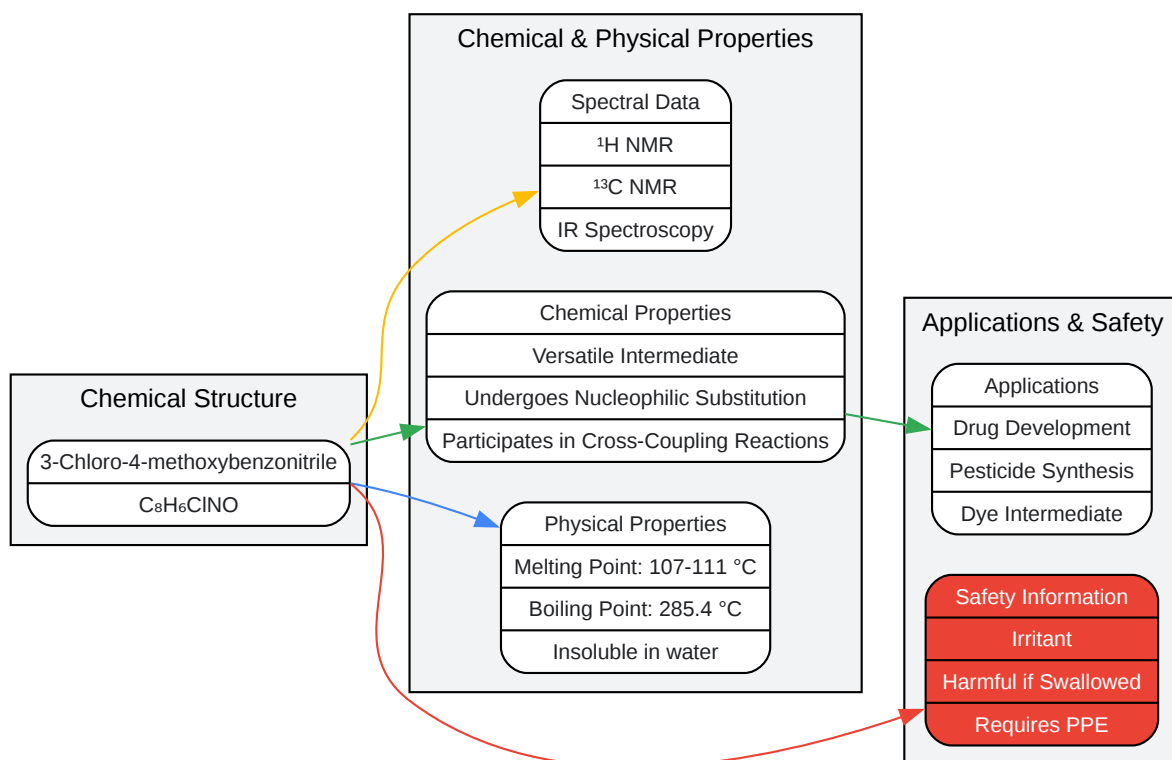 Chemical & Physical Properties
Spectral Data
¹H NMR
¹³C NMR
IR Spectroscopy
Chemical Properties
Versatile Intermediate
Undergoes Nucleophilic Substitution
Participates in Cross-Coupling Reactions
Physical Properties
Melting Point: 107-111 °C
Boiling Point: 285.4 °C
Insoluble in water
Chemical Structure
3-Chloro-4-methoxybenzonitrile
C₈H₆ClNO
Applications & Safety
Applications
Drug Development
Pesticide Synthesis
Dye Intermediate
Safety Information
Irritant
Harmful if Swallowed
Requires PPE